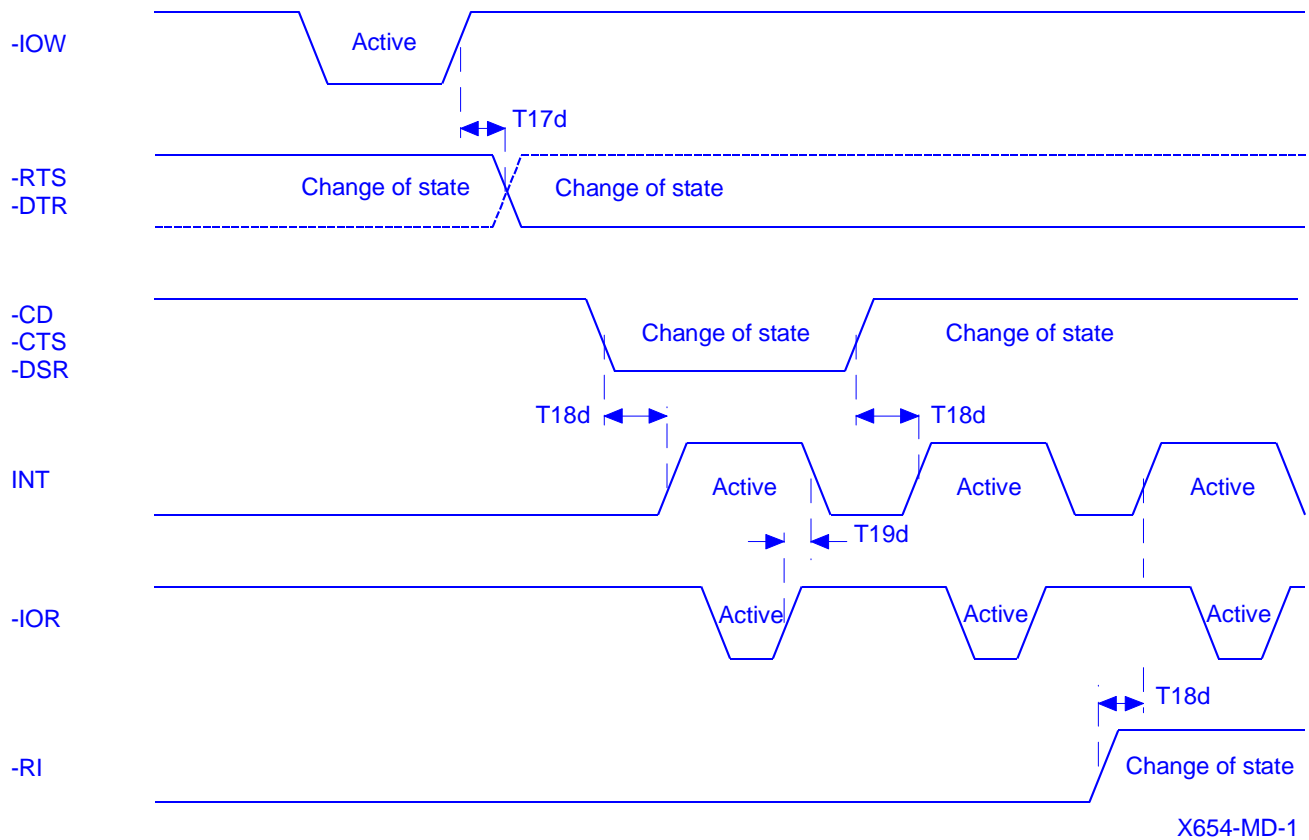 -IOW
Active
T17d
-RTS
-DTR
Change of state
Change of state
-CD
-CTS
-DSR
Change of state
Change of state
T18d
T18d
INT
Active
Active
Active
T19d
-IOR
Active
Active
Active
T18d
-RI
Change of state
X654-MD-1